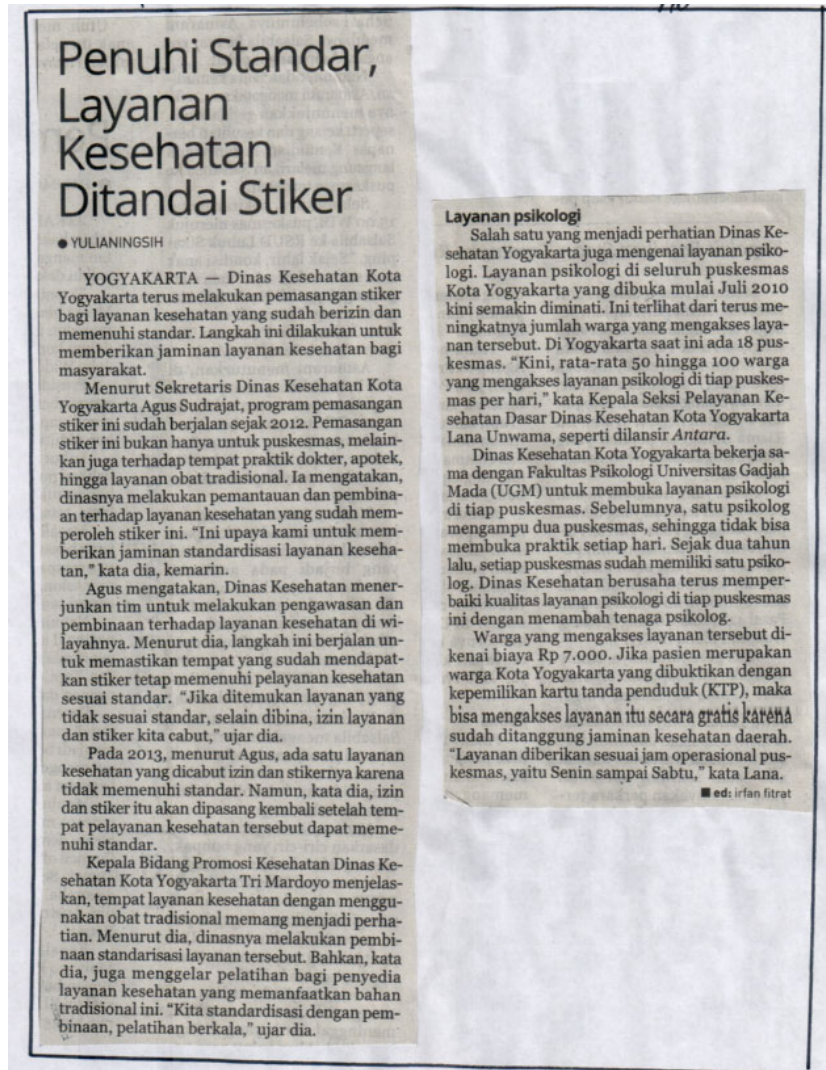 Penuhi Standar,
Layanan
Kesehatan
Ditandai Stiker
● YULIANINGSIH
YOGYAKARTA — Dinas Kesehatan Kota
Yogyakarta terus melakukan pemasangan stiker
bagi layanan kesehatan yang sudah berizin dan
memenuhi standar. Langkah ini dilakukan untuk
memberikan jaminan layanan kesehatan bagi
masyarakat.
Menurut Sekretaris Dinas Kesehatan Kota
Yogyakarta Agus Sudrajat, program pemasangan
stiker ini sudah berjalan sejak 2012. Pemasangan
stiker ini bukan hanya untuk puskesmas, melain-
kan juga terhadap tempat praktik dokter, apotek,
hingga layanan obat tradisional. Ia mengatakan,
dinasnya melakukan pemantauan dan pembina-
an terhadap layanan kesehatan yang sudah mem-
peroleh stiker ini. “Ini upaya kami untuk mem-
berikan jaminan standardisasi layanan keseha-
tan,” kata dia, kemarin.
Agus mengatakan, Dinas Kesehatan mener-
junkan tim untuk melakukan pengawasan dan
pembinaan terhadap layanan kesehatan di wi-
layahnya. Menurut dia, langkah ini berjalan un-
tuk memastikan tempat yang sudah mendapat-
kan stiker tetap memenuhi pelayanan kesehatan
sesuai standar. “Jika ditemukan layanan yang
tidak sesuai standar, selain dibina, izin layanan
dan stiker kita cabut,” ujar dia.
Pada 2013, menurut Agus, ada satu layanan
kesehatan yang dicabut izin dan stikernya karena
tidak memenuhi standar. Namun, kata dia, izin
dan stiker itu akan dipasang kembali setelah tem-
pat pelayanan kesehatan tersebut dapat meme-
nuhi standar.
Kepala Bidang Promosi Kesehatan Dinas Ke-
sehatan Kota Yogyakarta Tri Mardoyo menjelas-
kan, tempat layanan kesehatan dengan menggu-
nakan obat tradisional memang menjadi perha-
tian. Menurut dia, dinasnya melakukan pembi-
naan standarisasi layanan tersebut. Bahkan, kata
dia, juga menggelar pelatihan bagi penyedia
layanan kesehatan yang memanfaatkan bahan
tradisional ini. “Kita standardisasi dengan pem-
binaan, pelatihan berkala,” ujar dia.
Layanan psikologi
Salah satu yang menjadi perhatian Dinas Ke-
sehatan Yogyakarta juga mengenai layanan psiko-
logi. Layanan psikologi di seluruh puskesmas
Kota Yogyakarta yang dibuka mulai Juli 2010
kini semakin diminati. Ini terlihat dari terus me-
ningkatnya jumlah warga yang mengakses laya-
nan tersebut. Di Yogyakarta saat ini ada 18 pus-
kesmas. “Kini, rata-rata 50 hingga 100 warga
yang mengakses layanan psikologi di tiap puskes-
mas per hari,” kata Kepala Seksi Pelayanan Ke-
sehatan Dasar Dinas Kesehatan Kota Yogyakarta
Lana Unwama, seperti dilansir Antara.
Dinas Kesehatan Kota Yogyakarta bekerja sa-
ma dengan Fakultas Psikologi Universitas Gadjah
Mada (UGM) untuk membuka layanan psikologi
di tiap puskesmas. Sebelumnya, satu psikolog
mengampu dua puskesmas, sehingga tidak bisa
membuka praktik setiap hari. Sejak dua tahun
lalu, setiap puskesmas sudah memiliki satu psiko-
log. Dinas Kesehatan berusaha terus memper-
baiki kualitas layanan psikologi di tiap puskesmas
ini dengan menambah tenaga psikolog.
Warga yang mengakses layanan tersebut di-
kenai biaya Rp 7.000. Jika pasien merupakan
warga Kota Yogyakarta yang dibuktikan dengan
kepemilikan kartu tanda penduduk (KTP), maka
bisa mengakses layanan itu secara gratis karena
sudah ditanggung jaminan kesehatan daerah.
“Layanan diberikan sesuai jam operasional pus-
kesmas, yaitu Senin sampai Sabtu,” kata Lana.
■ ed: irfan fitrat